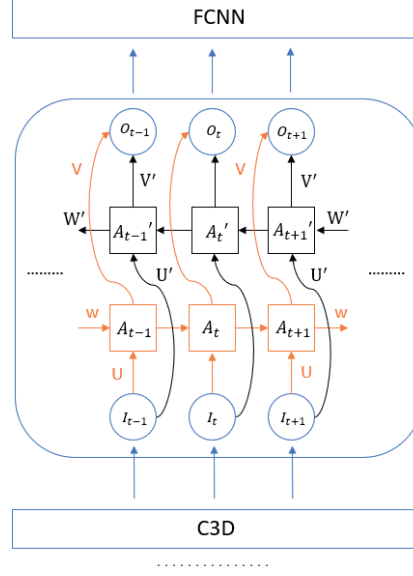 FCNN
O_{t-1} O_t O_{t+1}
V V
V′ V′
W′ A_{t-1}′ A_t′ A_{t+1}′ W′
U′ U′
......... .........
w A_{t-1} A_t A_{t+1} w
U U
I_{t-1} I_t I_{t+1}
C3D
...............